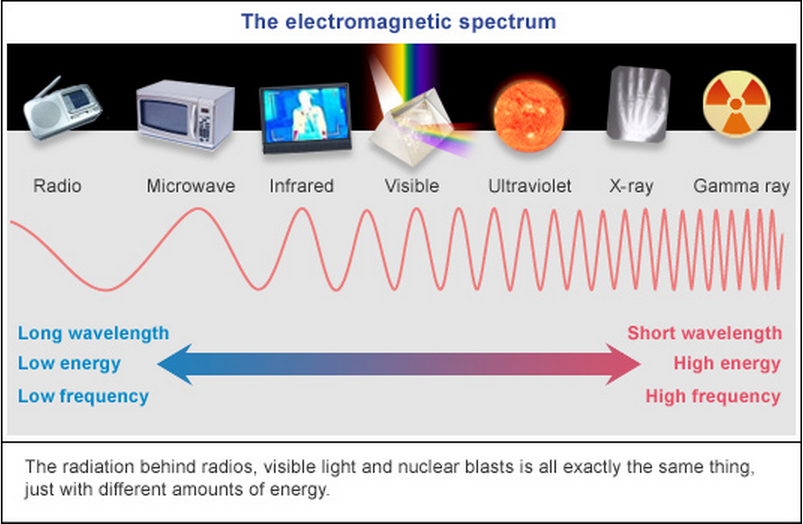 The electromagnetic spectrum
Radio
Microwave
Infrared
Visible
Ultraviolet
X-ray
Gamma ray
Long wavelength
Low energy
Low frequency
Short wavelength
High energy
High frequency
The radiation behind radios, visible light and nuclear blasts is all exactly the same thing,
just with different amounts of energy.